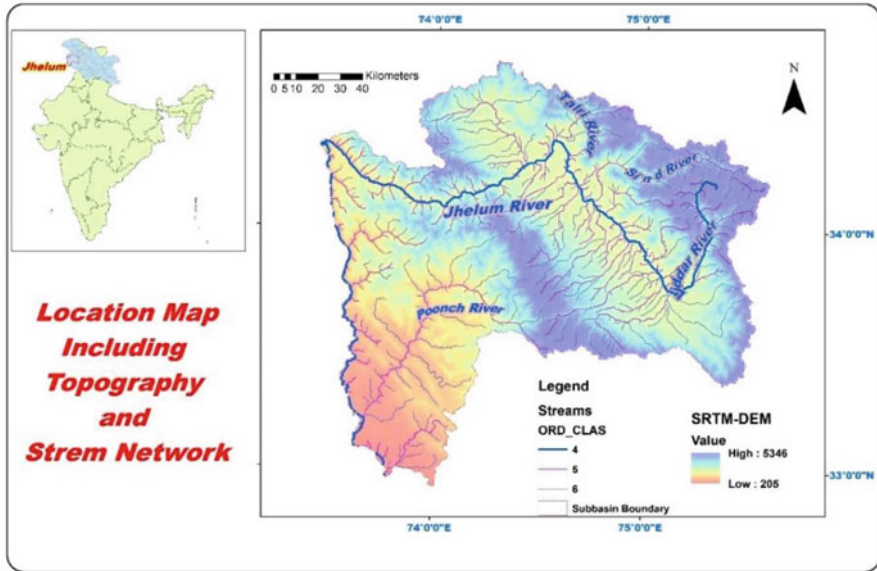 Jhelum
Location Map
Including
Topography
and
Strem Network
74°0'0"E
75°0'0"E
0 5 10 20 30 40 Kilometers
N
Talri River
Sind River
Jhelum River
34°0'0"N
Liddar River
Poonch River
Legend
Streams
ORD_CLAS
4
5
6
Subbasin Boundary
SRTM-DEM
Value
High : 5346
Low : 205
33°0'0"N
74°0'0"E
75°0'0"E